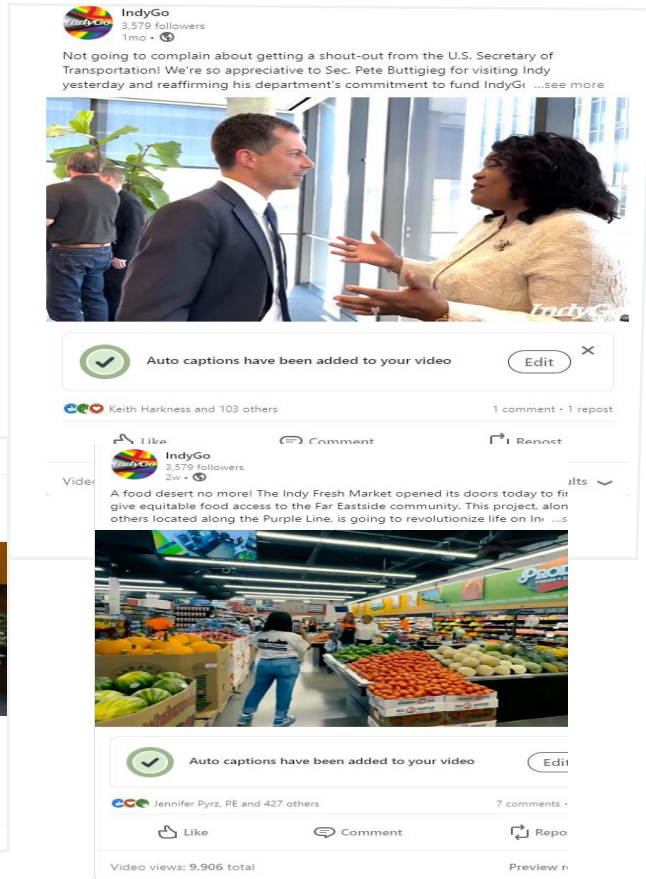 IndyGo
3,579 followers
1mo •
Not going to complain about getting a shout-out from the U.S. Secretary of
Transportation! We're so appreciative to Sec. Pete Buttigieg for visiting Indy
yesterday and reaffirming his department's commitment to fund IndyGo ...see more
IndyGo
Auto captions have been added to your video
Edit
Keith Harkness and 103 others
1 comment • 1 repost
Like
Comment
Repost
IndyGo
3,579 followers
2w •
A food desert no more! The Indy Fresh Market opened its doors today to
give equitable food access to the Far Eastside community. This project,
others located along the Purple Line, is going to revolutionize life on
Auto captions have been added to your video
Edit
Jennifer Pyrz, PE and 427 others
7 comments •
Like
Comment
Repo
Video views: 9,906 total
Preview